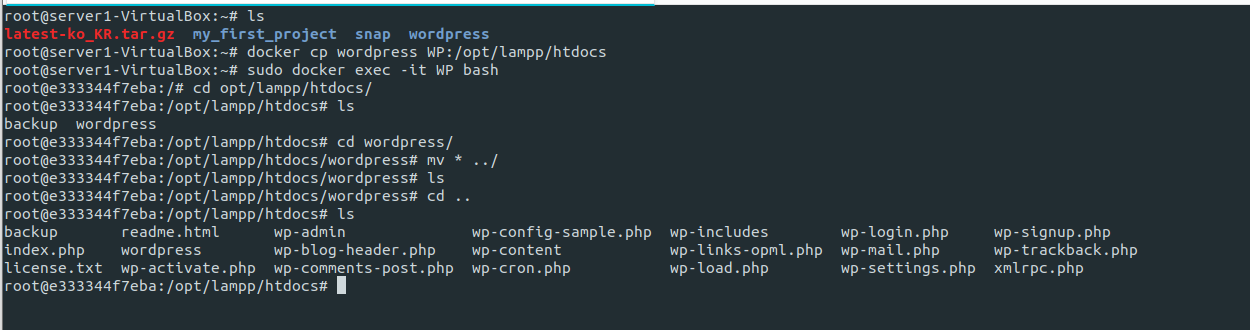 root@server1-VirtualBox:~# ls
latest-ko_KR.tar.gz  my_first_project  snap  wordpress
root@server1-VirtualBox:~# docker cp wordpress WP:/opt/lampp/htdocs
root@server1-VirtualBox:~# sudo docker exec -it WP bash
root@e333344f7eba:/# cd opt/lampp/htdocs/
root@e333344f7eba:/opt/lampp/htdocs# ls
backup  wordpress
root@e333344f7eba:/opt/lampp/htdocs# cd wordpress/
root@e333344f7eba:/opt/lampp/htdocs/wordpress# mv * ../
root@e333344f7eba:/opt/lampp/htdocs/wordpress# ls
root@e333344f7eba:/opt/lampp/htdocs/wordpress# cd ..
root@e333344f7eba:/opt/lampp/htdocs# ls
backup       readme.html      wp-admin              wp-config-sample.php  wp-includes        wp-login.php     wp-signup.php
index.php    wordpress        wp-blog-header.php    wp-content            wp-links-opml.php  wp-mail.php      wp-trackback.php
license.txt  wp-activate.php  wp-comments-post.php  wp-cron.php           wp-load.php        wp-settings.php  xmlrpc.php
root@e333344f7eba:/opt/lampp/htdocs#